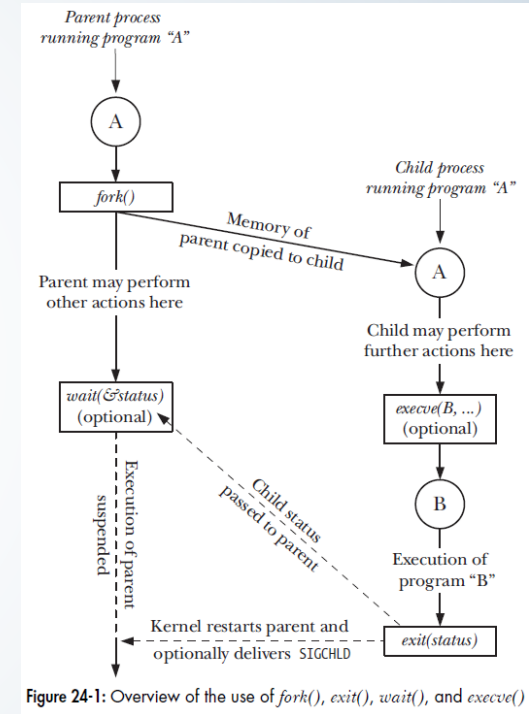 Parent process
running program “A”
A
fork()
Memory of
parent copied to child
Child process
running program “A”
A
Parent may perform
other actions here
Child may perform
further actions here
wait(&status)
(optional)
execve(B, ...)
(optional)
B
Execution of parent
suspended
Child status
passed to parent
Execution of
program “B”
Kernel restarts parent and
optionally delivers SIGCHLD
exit(status)
Figure 24-1: Overview of the use of fork(), exit(), wait(), and execve()